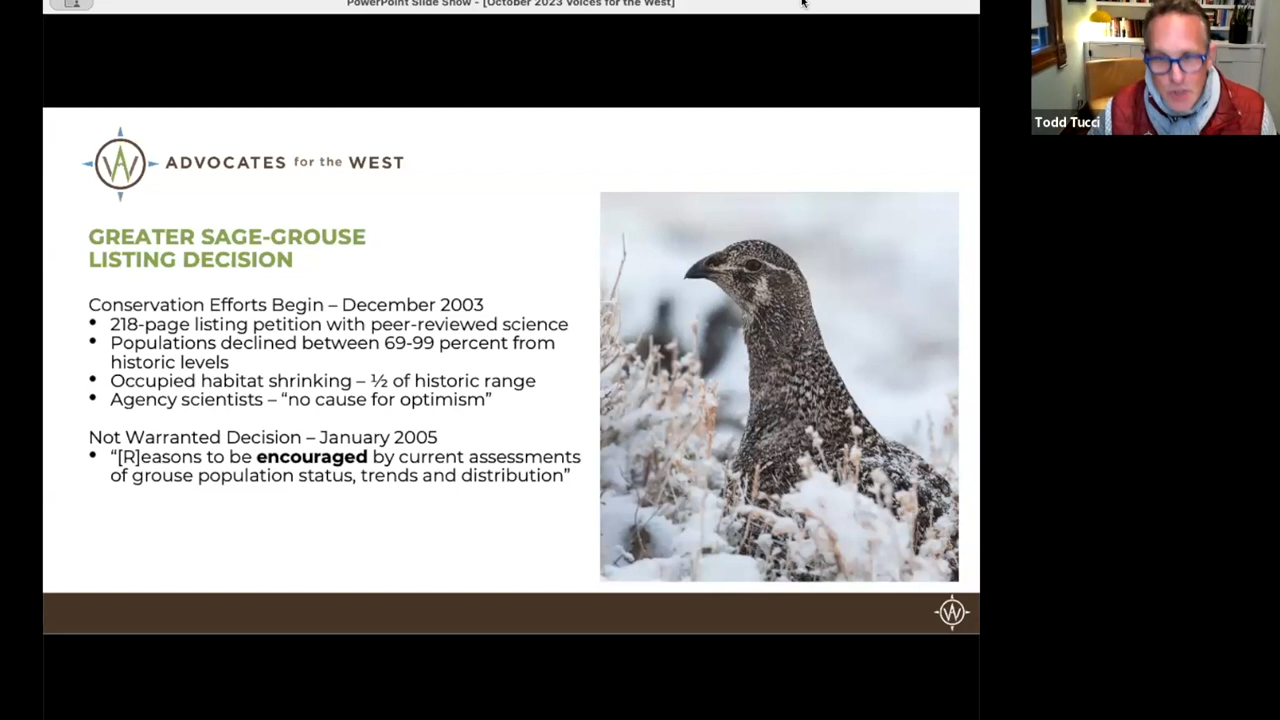 PowerPoint Slide Show - [October 2023 Voices for the West]
Todd Tucci
ADVOCATES for the WEST
GREATER SAGE-GROUSE
LISTING DECISION
Conservation Efforts Begin – December 2003
• 218-page listing petition with peer-reviewed science
• Populations declined between 69-99 percent from
historic levels
• Occupied habitat shrinking – ½ of historic range
• Agency scientists – “no cause for optimism”
Not Warranted Decision – January 2005
• “[R]easons to be encouraged by current assessments
of grouse population status, trends and distribution”